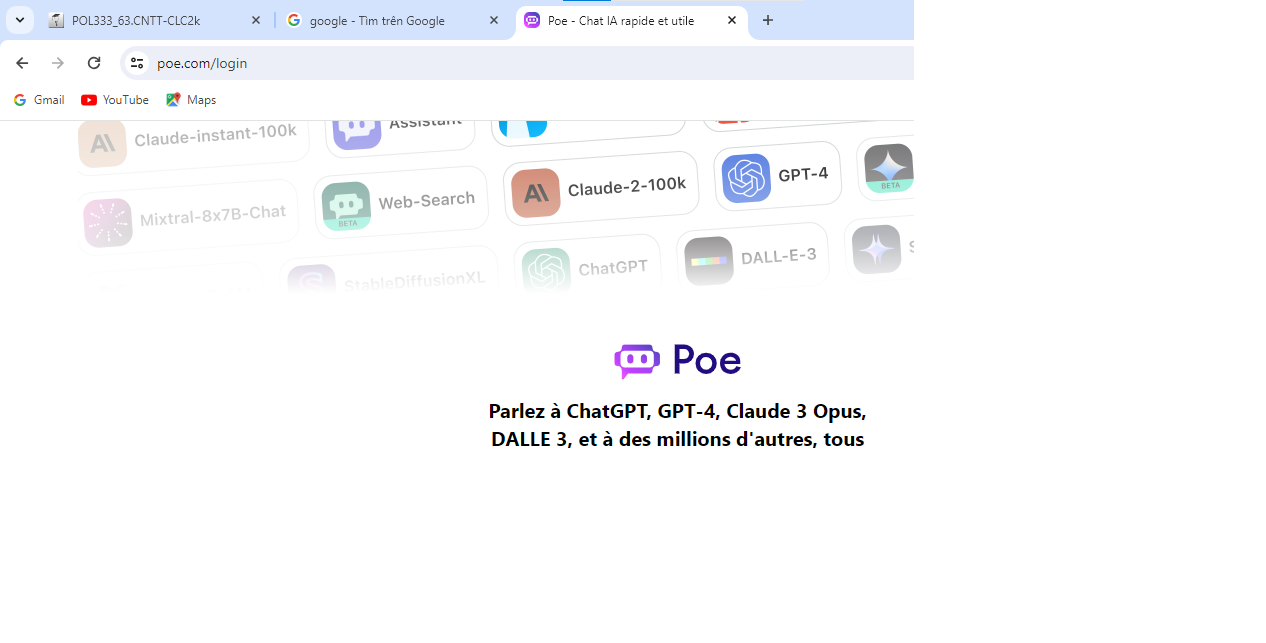 POL333_63.CNTT-CLC2k
google - Tìm trên Google
Poe - Chat IA rapide et utile
poe.com/login
Gmail
YouTube
Maps
Claude-instant-100k
Assistant
Mixtral-8x7B-Chat
Web-Search
BETA
Claude-2-100k
GPT-4
BETA
StableDiffusionXL
ChatGPT
DALL-E-3
Poe
Parlez à ChatGPT, GPT-4, Claude 3 Opus,
DALLE 3, et à des millions d'autres, tous